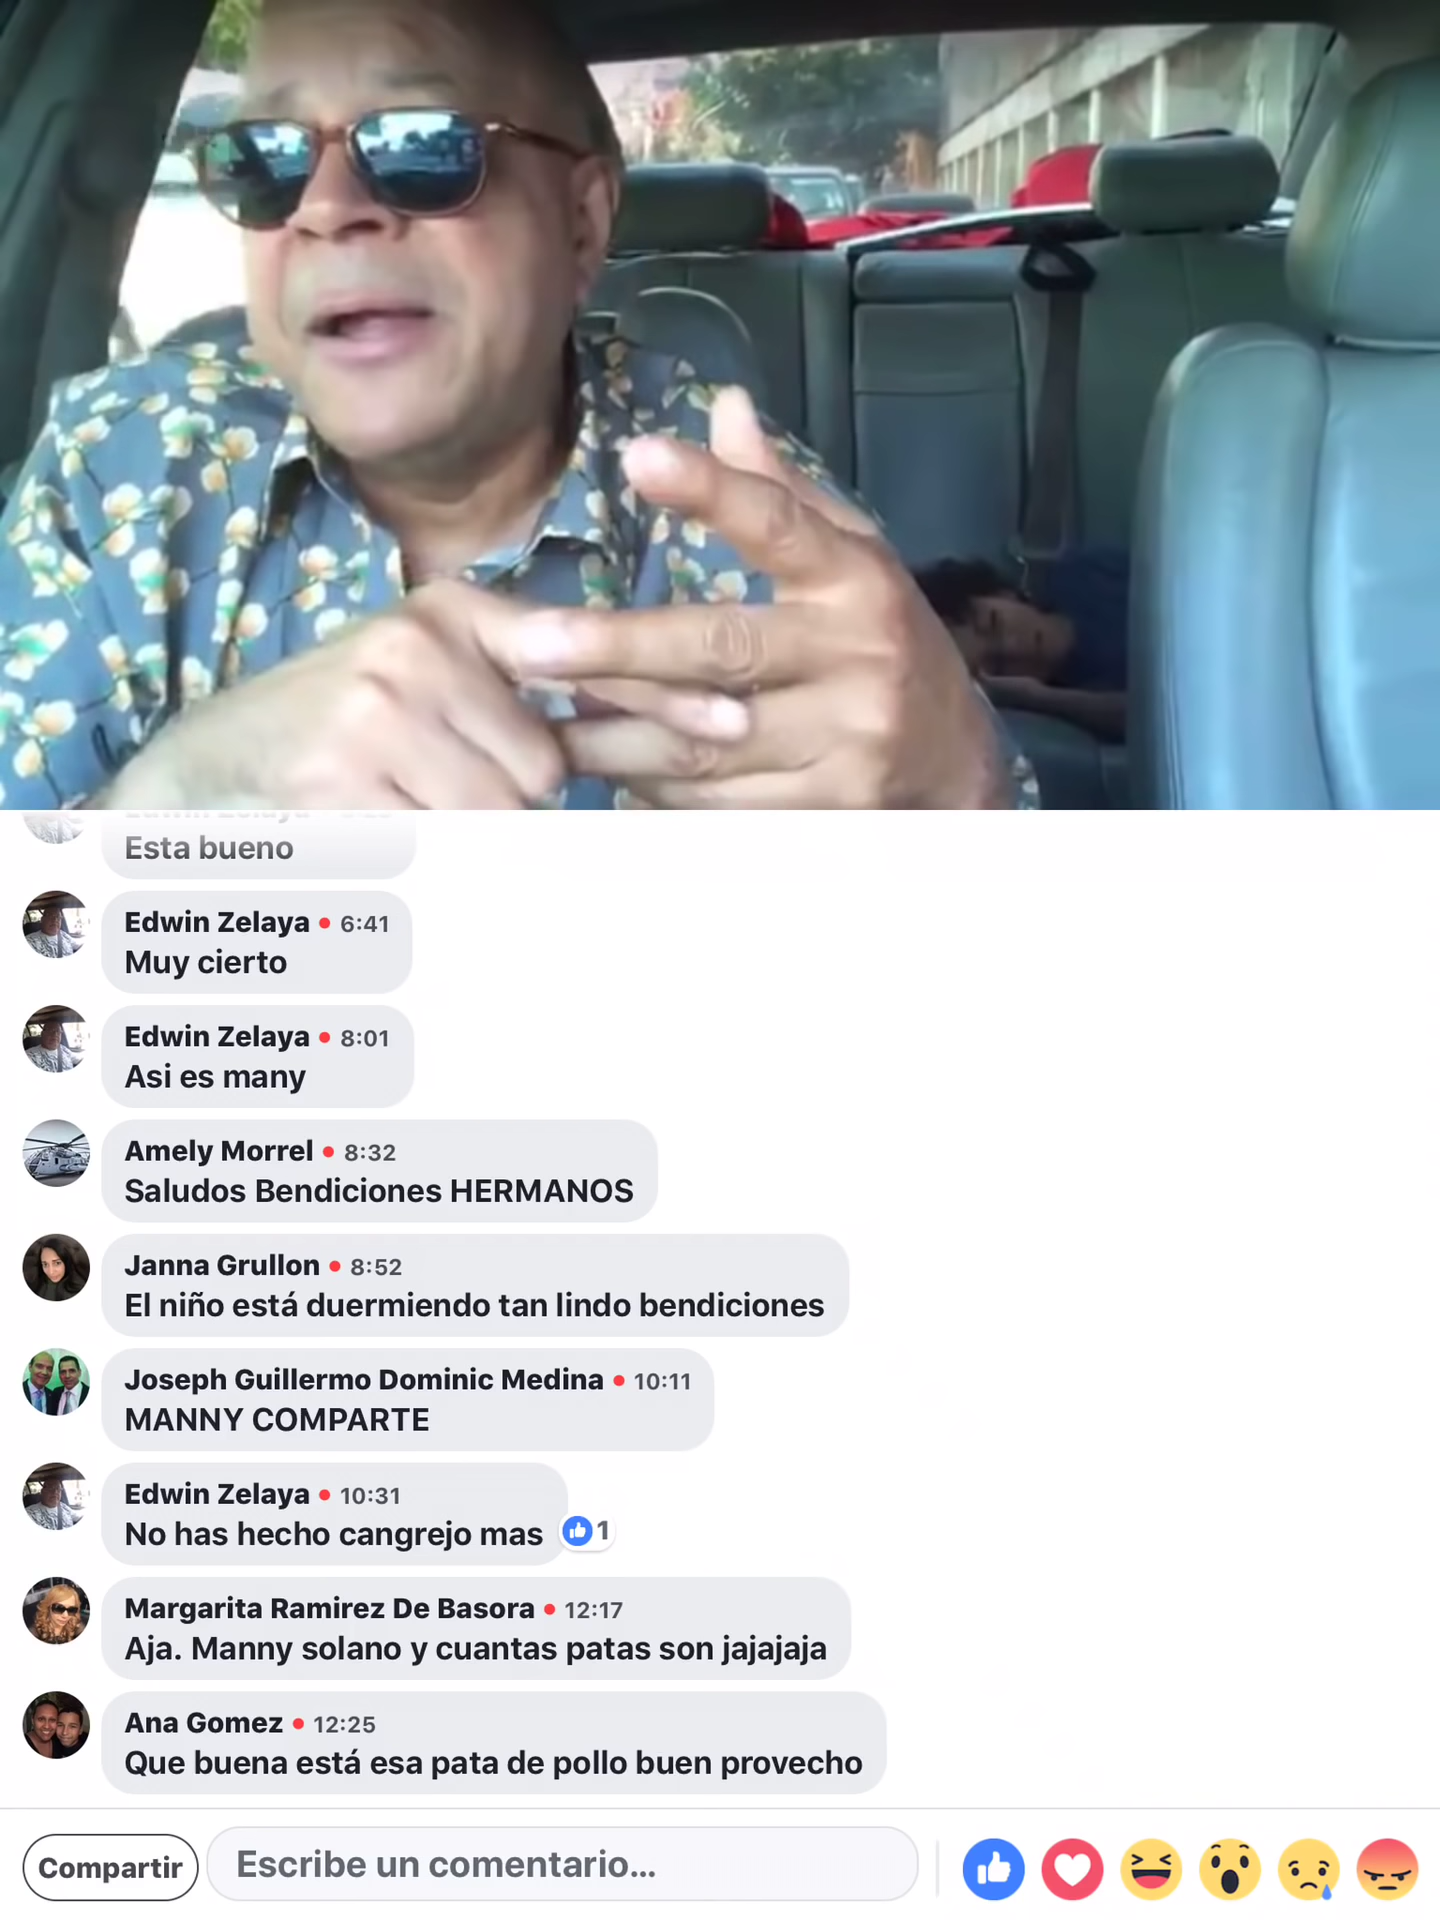 Esta bueno
Edwin Zelaya • 6:41
Muy cierto
Edwin Zelaya • 8:01
Asi es many
Amely Morrel • 8:32
Saludos Bendiciones HERMANOS
Janna Grullon • 8:52
El niño está duermiendo tan lindo bendiciones
Joseph Guillermo Dominic Medina • 10:11
MANNY COMPARTE
Edwin Zelaya • 10:31
No has hecho cangrejo mas 1
Margarita Ramirez De Basora • 12:17
Aja. Manny solano y cuantas patas son jajajaja
Ana Gomez • 12:25
Que buena está esa pata de pollo buen provecho
Compartir Escribe un comentario...